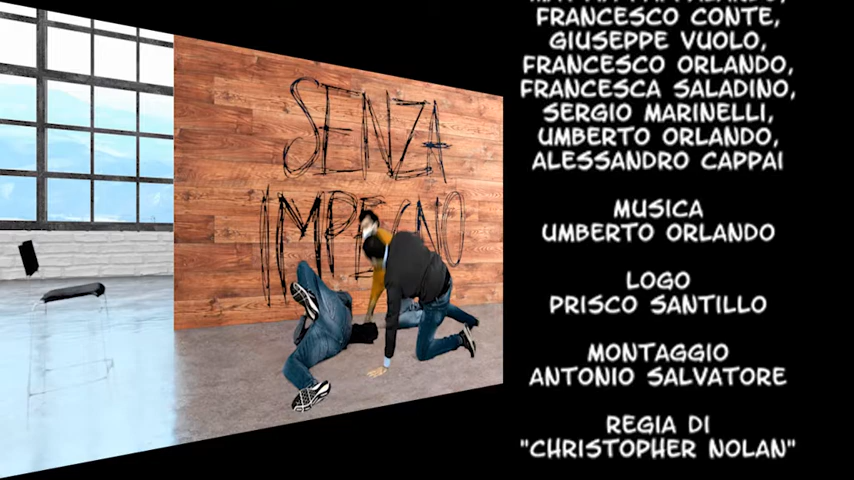 SENZA
IMPEGNO
FRANCESCO CONTE,
GIUSEPPE VUOLO,
FRANCESCO ORLANDO,
FRANCESCA SALADINO,
SERGIO MARINELLI,
UMBERTO ORLANDO,
ALESSANDRO CAPPAI
MUSICA
UMBERTO ORLANDO
LOGO
PRISCO SANTILLO
MONTAGGIO
ANTONIO SALVATORE
REGIA DI
"CHRISTOPHER NOLAN"